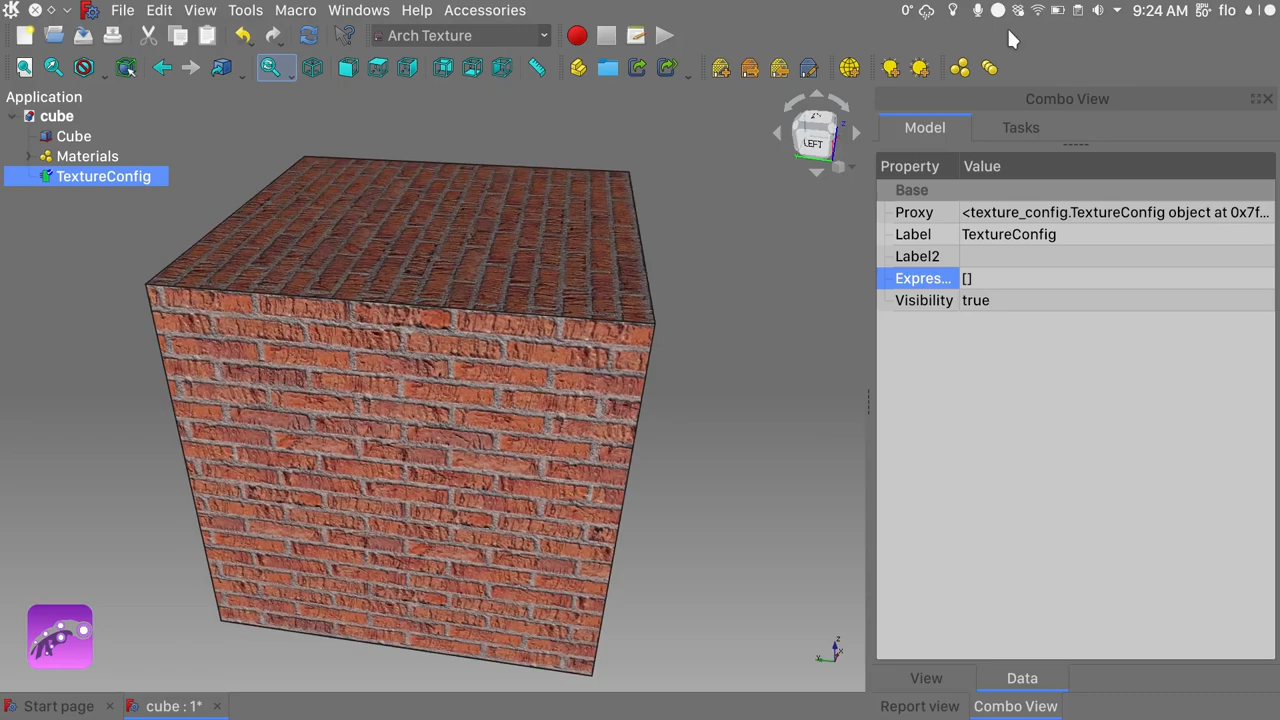 File Edit View Tools Macro Windows Help Accessories
0° 9:24 AM flo
Arch Texture
Application
cube
Cube
Materials
TextureConfig
LEFT
Combo View
Model Tasks
Property Value
Base
Proxy <texture_config.TextureConfig object at 0x7f...
Label TextureConfig
Label2
Expres... []
Visibility true
View Data
Start page cube : 1* Report view Combo View